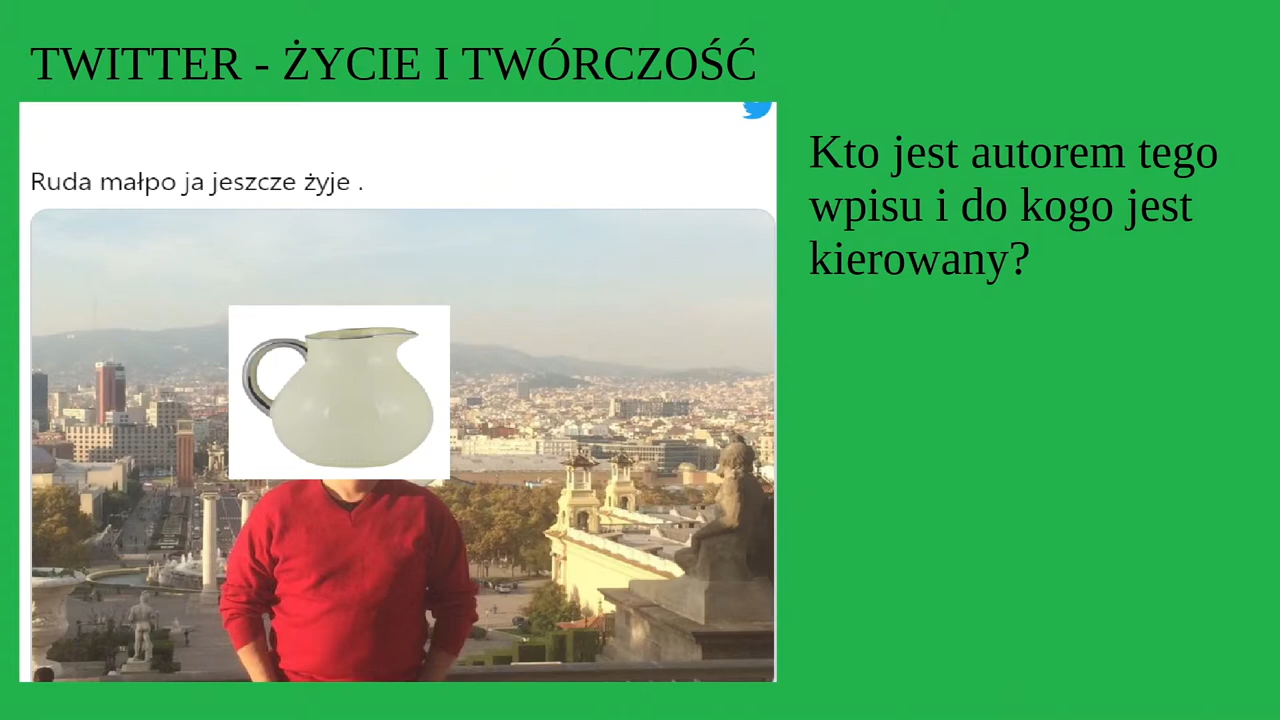 TWITTER - ŻYCIE I TWÓRCZOŚĆ
Ruda małpo ja jeszcze żyje .
Kto jest autorem tego
wpisu i do kogo jest
kierowany?